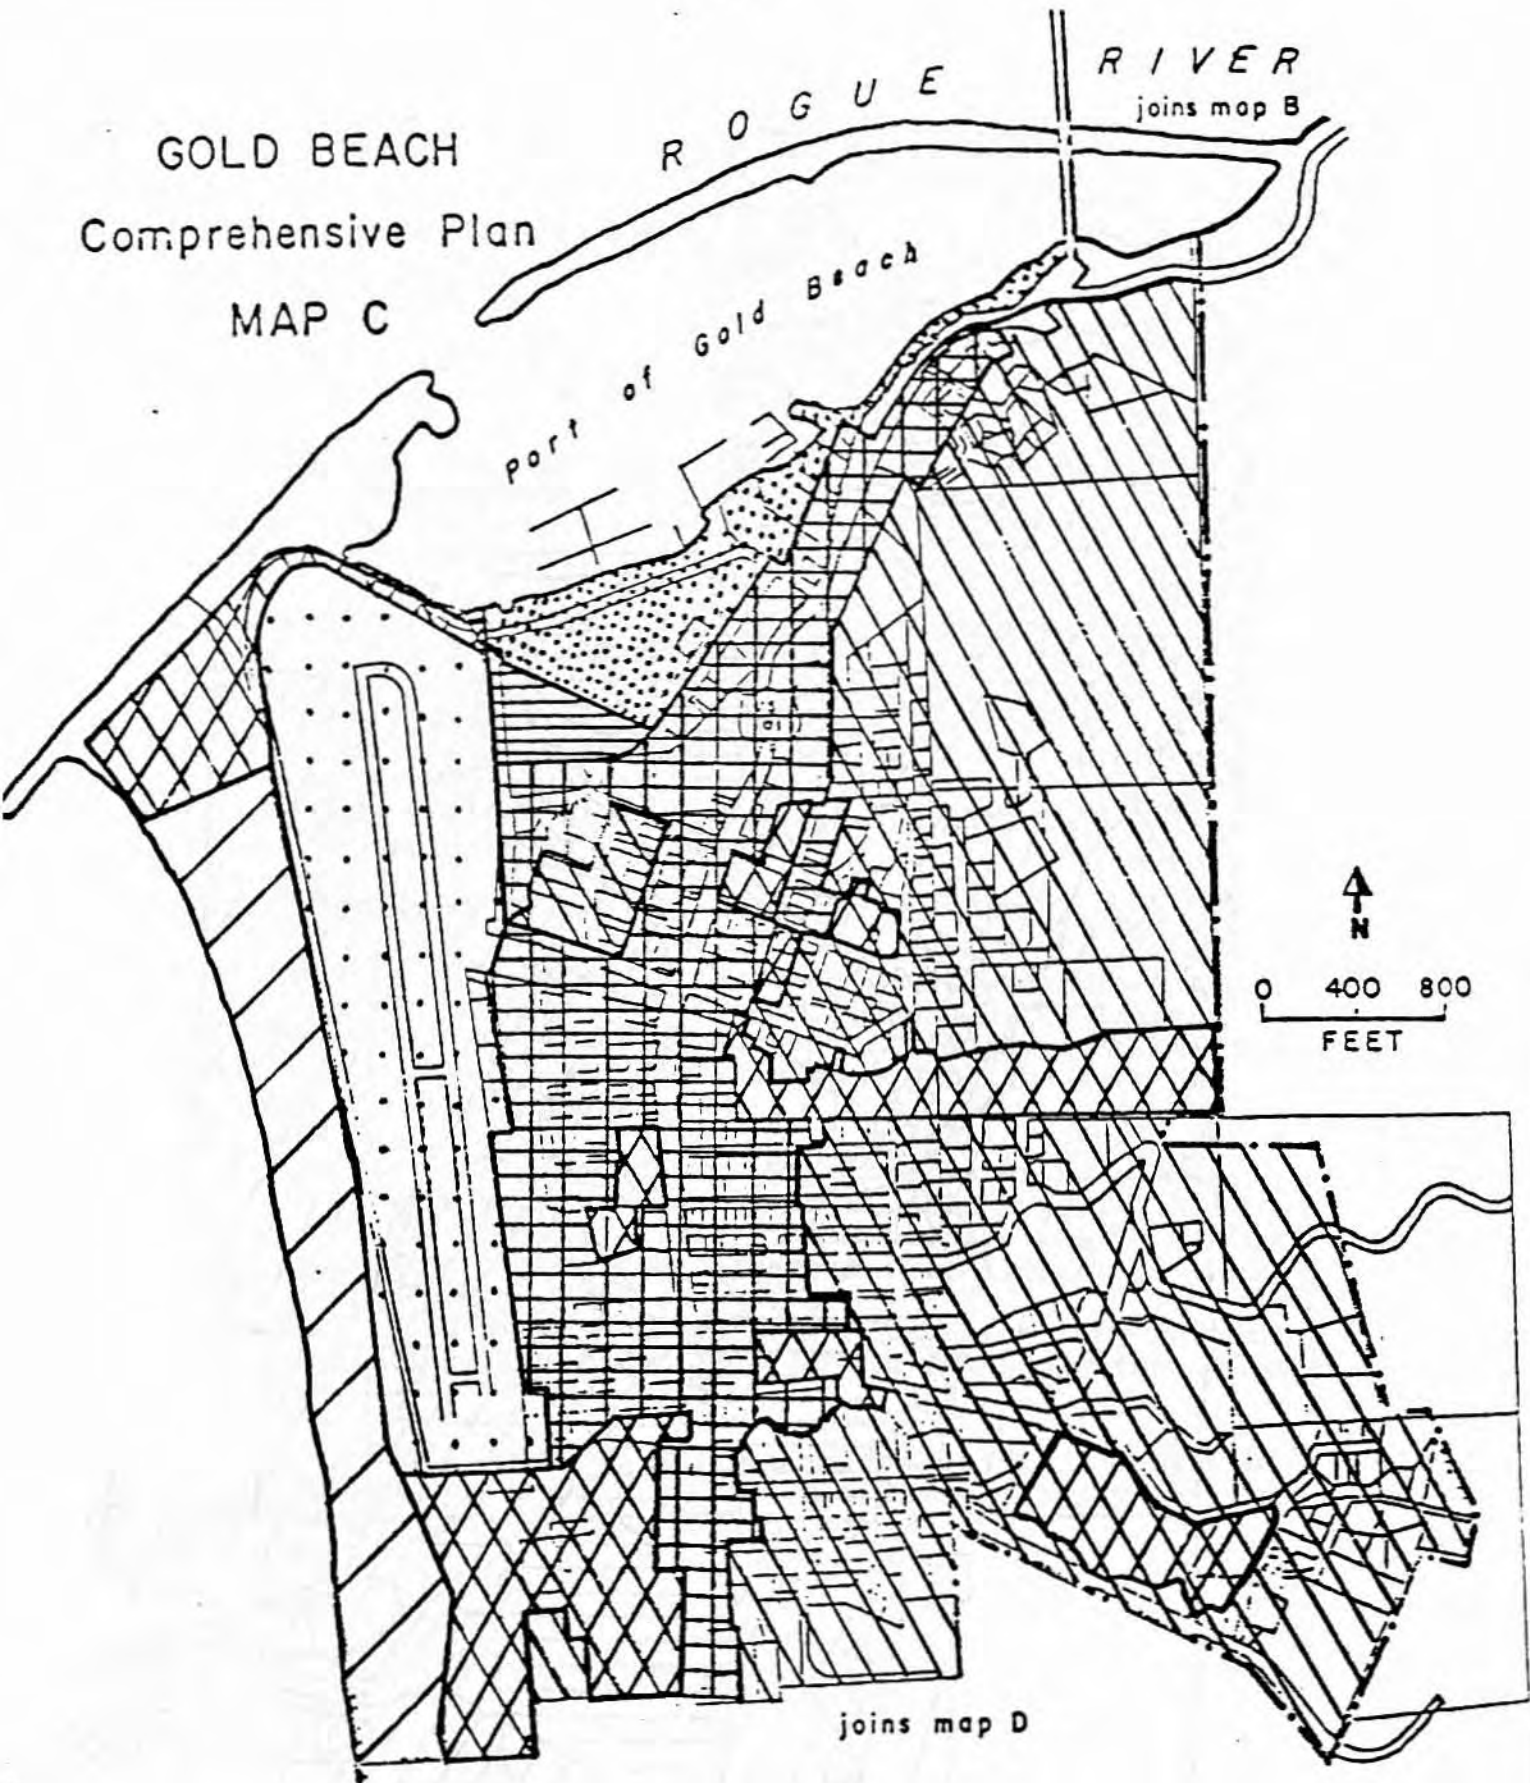 ROGUE RIVER
joins map B
GOLD BEACH
Comprehensive Plan
MAP C
Port of Gold Beach
N
0 400 800
FEET
joins map D